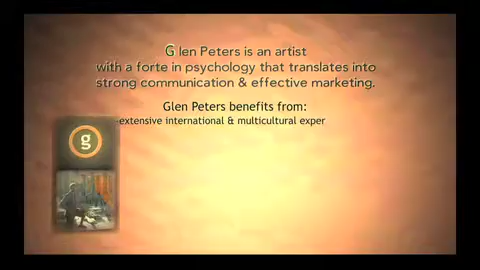 Glen Peters is an artist
with a forte in psychology that translates into
strong communication & effective marketing.
Glen Peters benefits from:
extensive international & multicultural exper
g